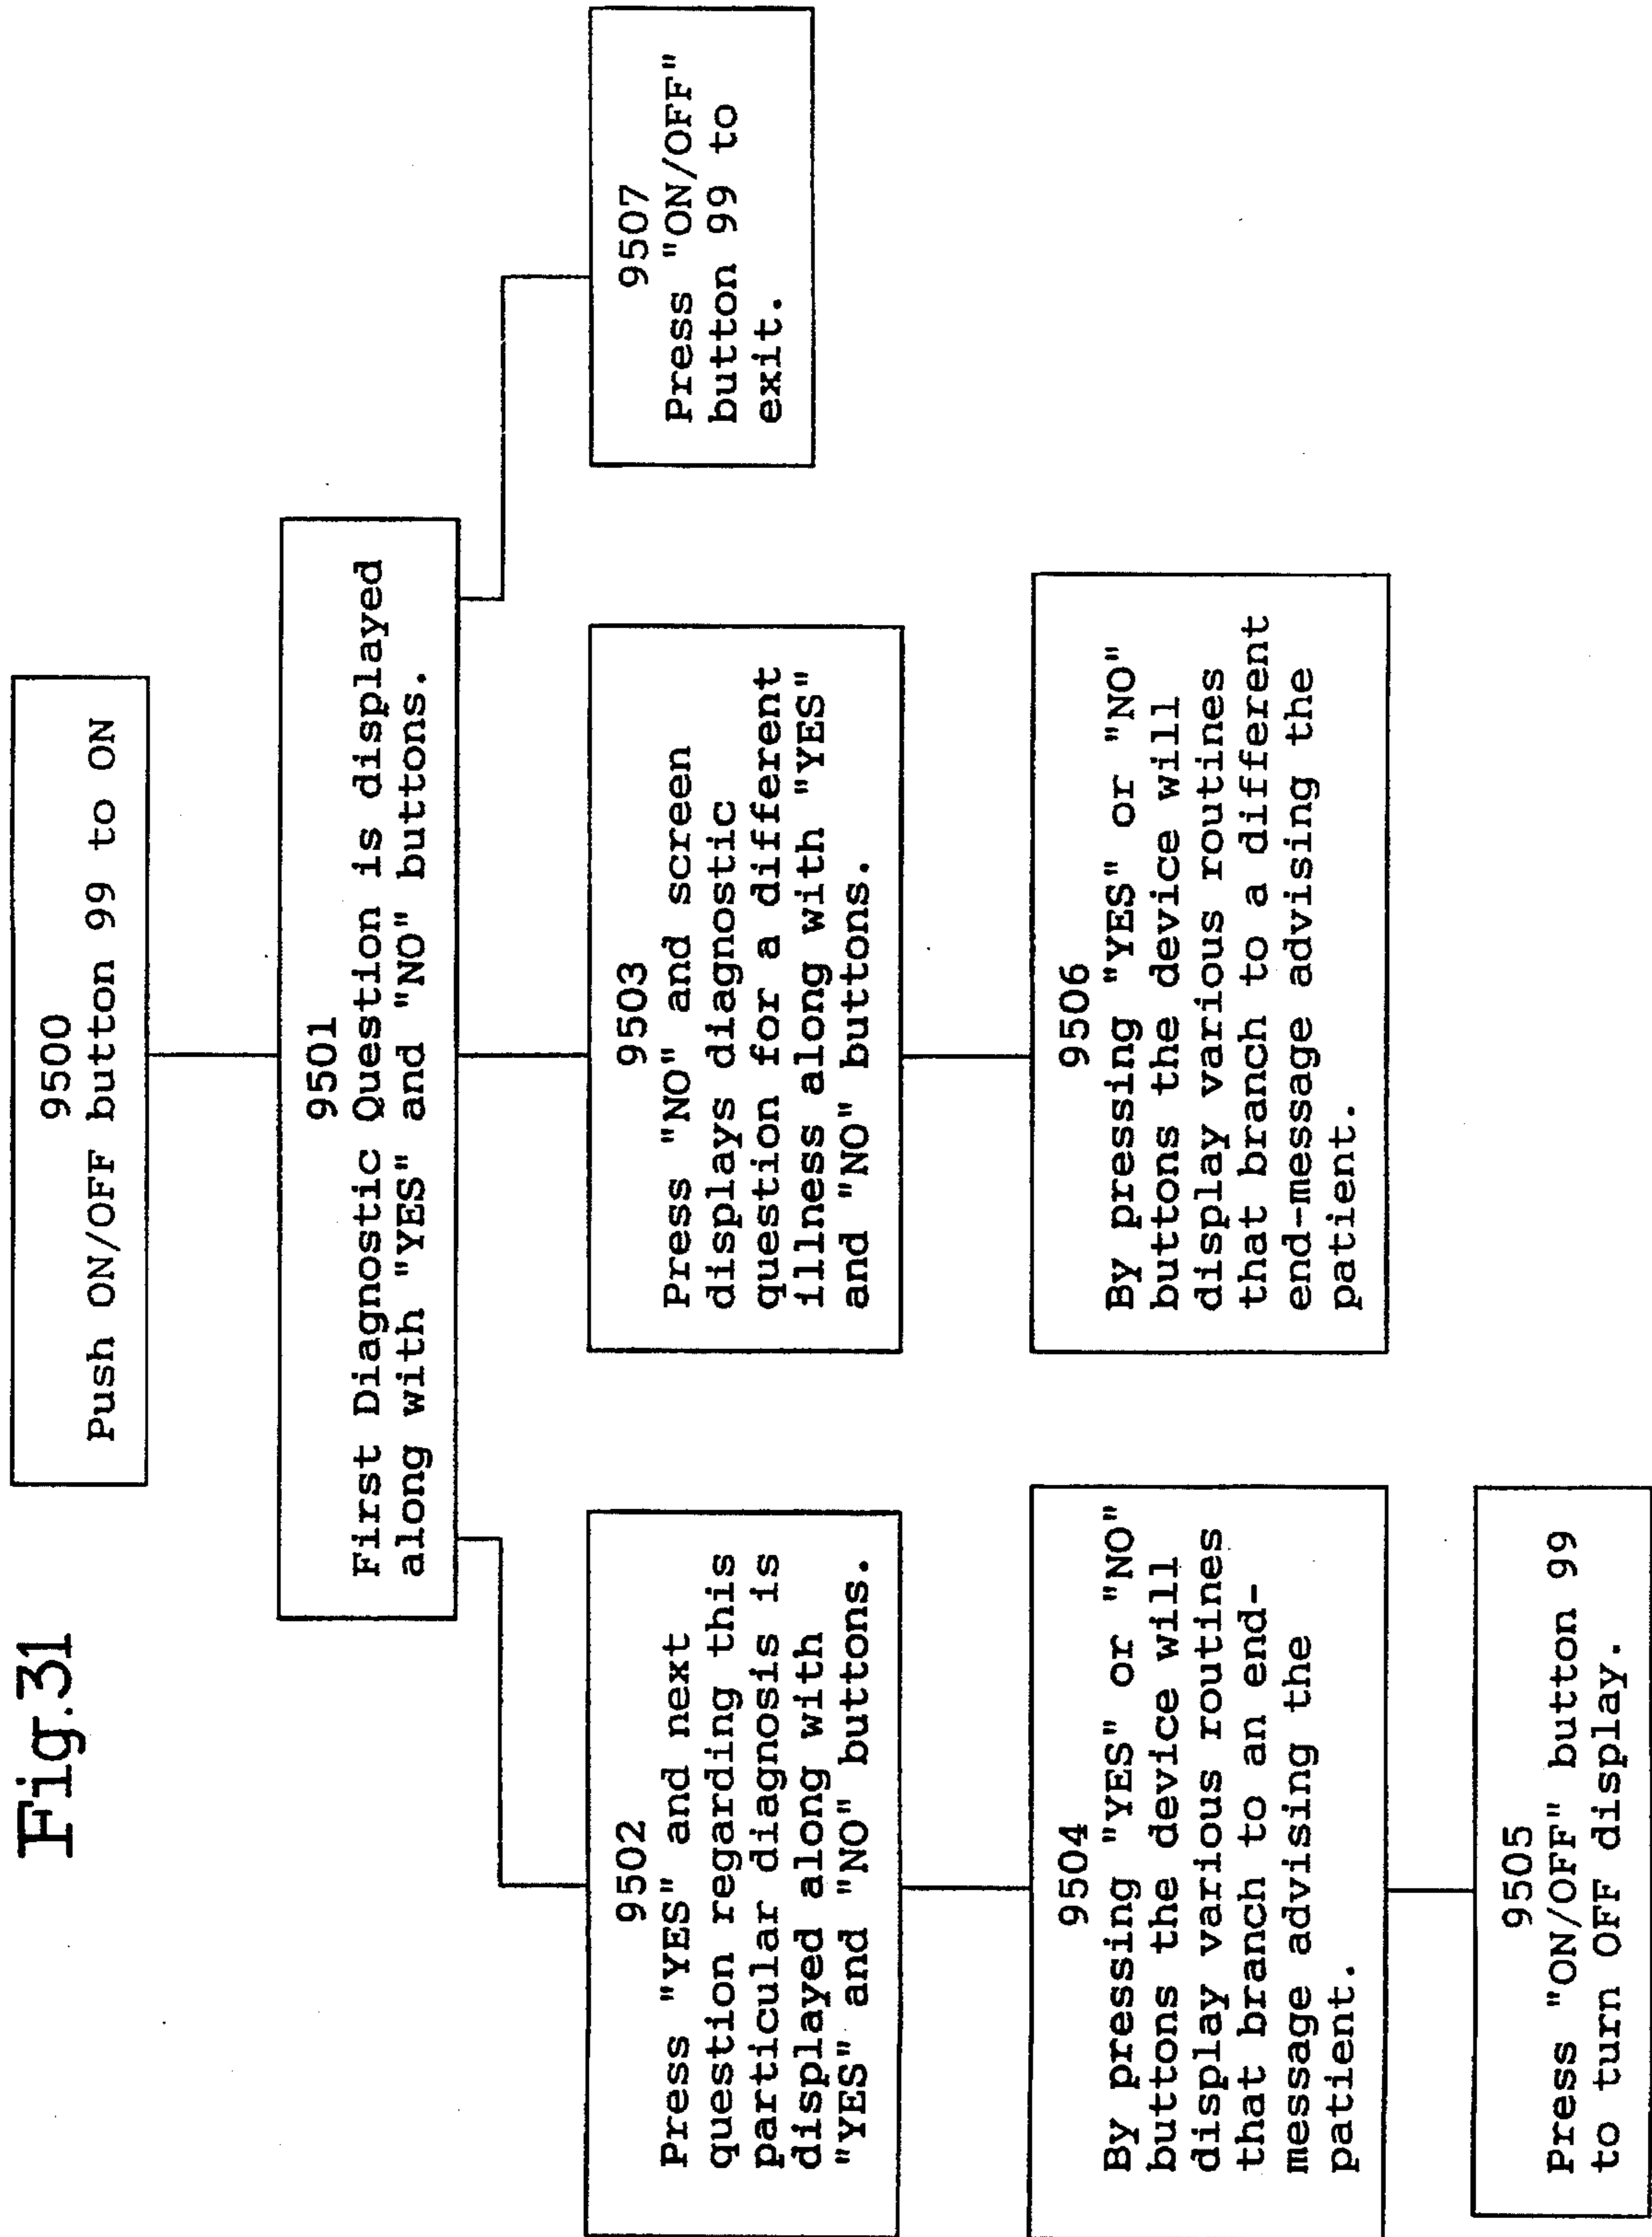 Fig.31
9500
Push ON/OFF button 99 to ON
9501
First Diagnostic Question is displayed
along with "YES" and "NO" buttons.
9502
Press "YES" and next
question regarding this
particular diagnosis is
displayed along with
"YES" and "NO" buttons.
9503
Press "NO" and screen
displays diagnostic
question for a different
illness along with "YES"
and "NO" buttons.
9507
Press "ON/OFF"
button 99 to
exit.
9504
By pressing "YES" or "NO"
buttons the device will
display various routines
that branch to an end-
message advising the
patient.
9506
By pressing "YES" or "NO"
buttons the device will
display various routines
that branch to a different
end-message advising the
patient.
9505
Press "ON/OFF" button 99
to turn OFF display.